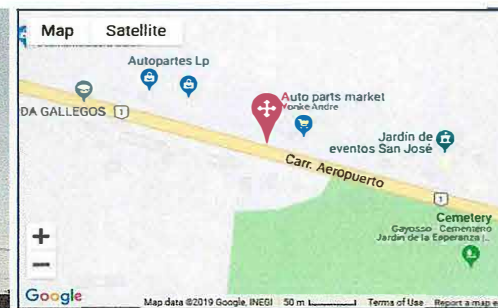 Map Satellite
Autopartes Lp
DA GALLEGOS
1
Auto parts market
Yonke Andre
Jardín de
eventos San José
Carr. Aeropuerto
1
Cemetery
Gayosso - Cementerio
Jardín de la Esperanza
+
−
Google
Map data ©2019 Google, INEGI 50 m Terms of Use Report a map e